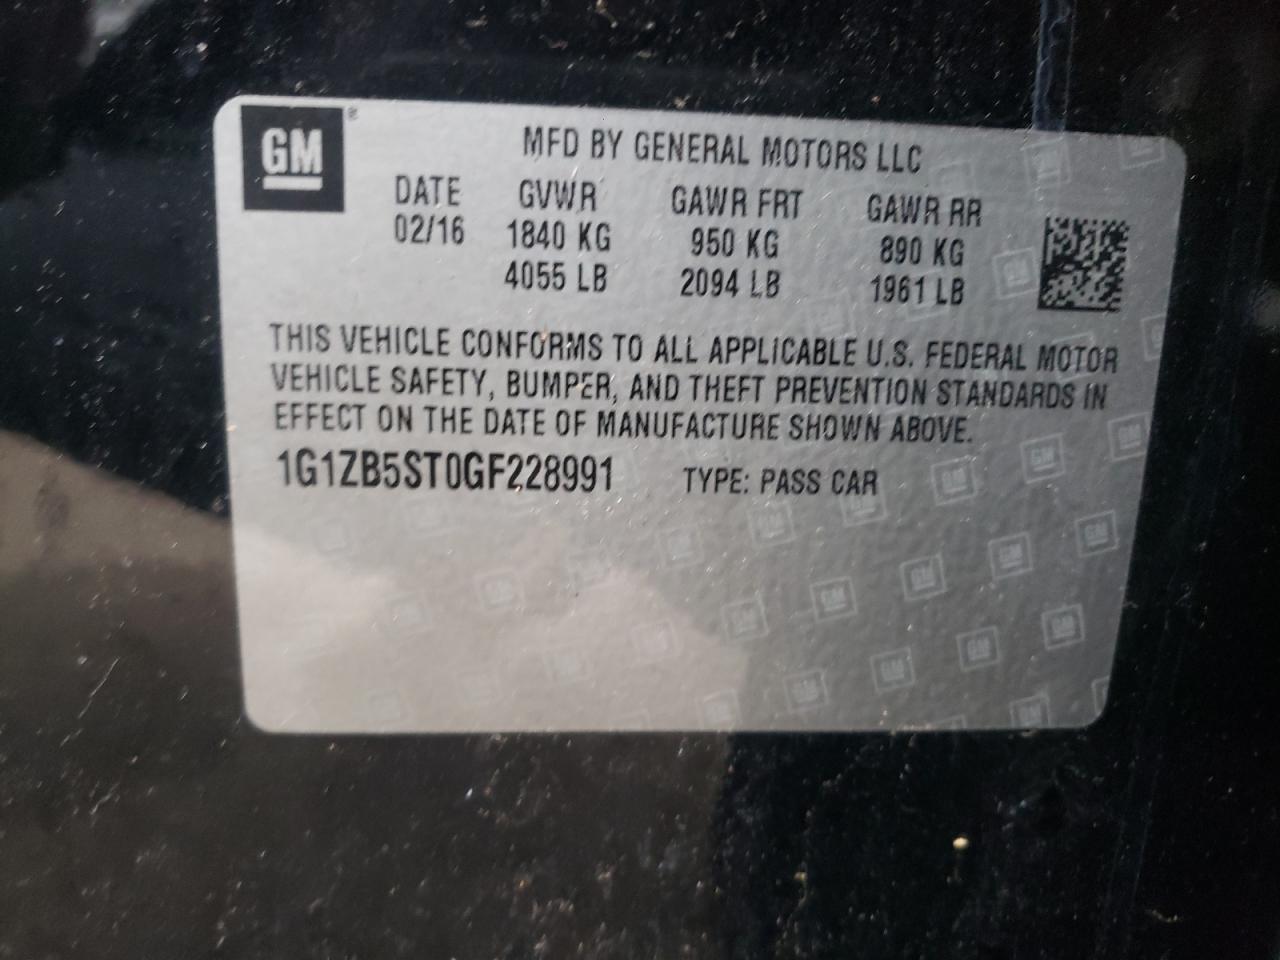 GM ®
MFD BY GENERAL MOTORS LLC
DATE GVWR GAWR FRT GAWR RR
02/16 1840 KG 950 KG 890 KG
4055 LB 2094 LB 1961 LB
THIS VEHICLE CONFORMS TO ALL APPLICABLE U.S. FEDERAL MOTOR
VEHICLE SAFETY, BUMPER, AND THEFT PREVENTION STANDARDS IN
EFFECT ON THE DATE OF MANUFACTURE SHOWN ABOVE.
1G1ZB5ST0GF228991 TYPE: PASS CAR